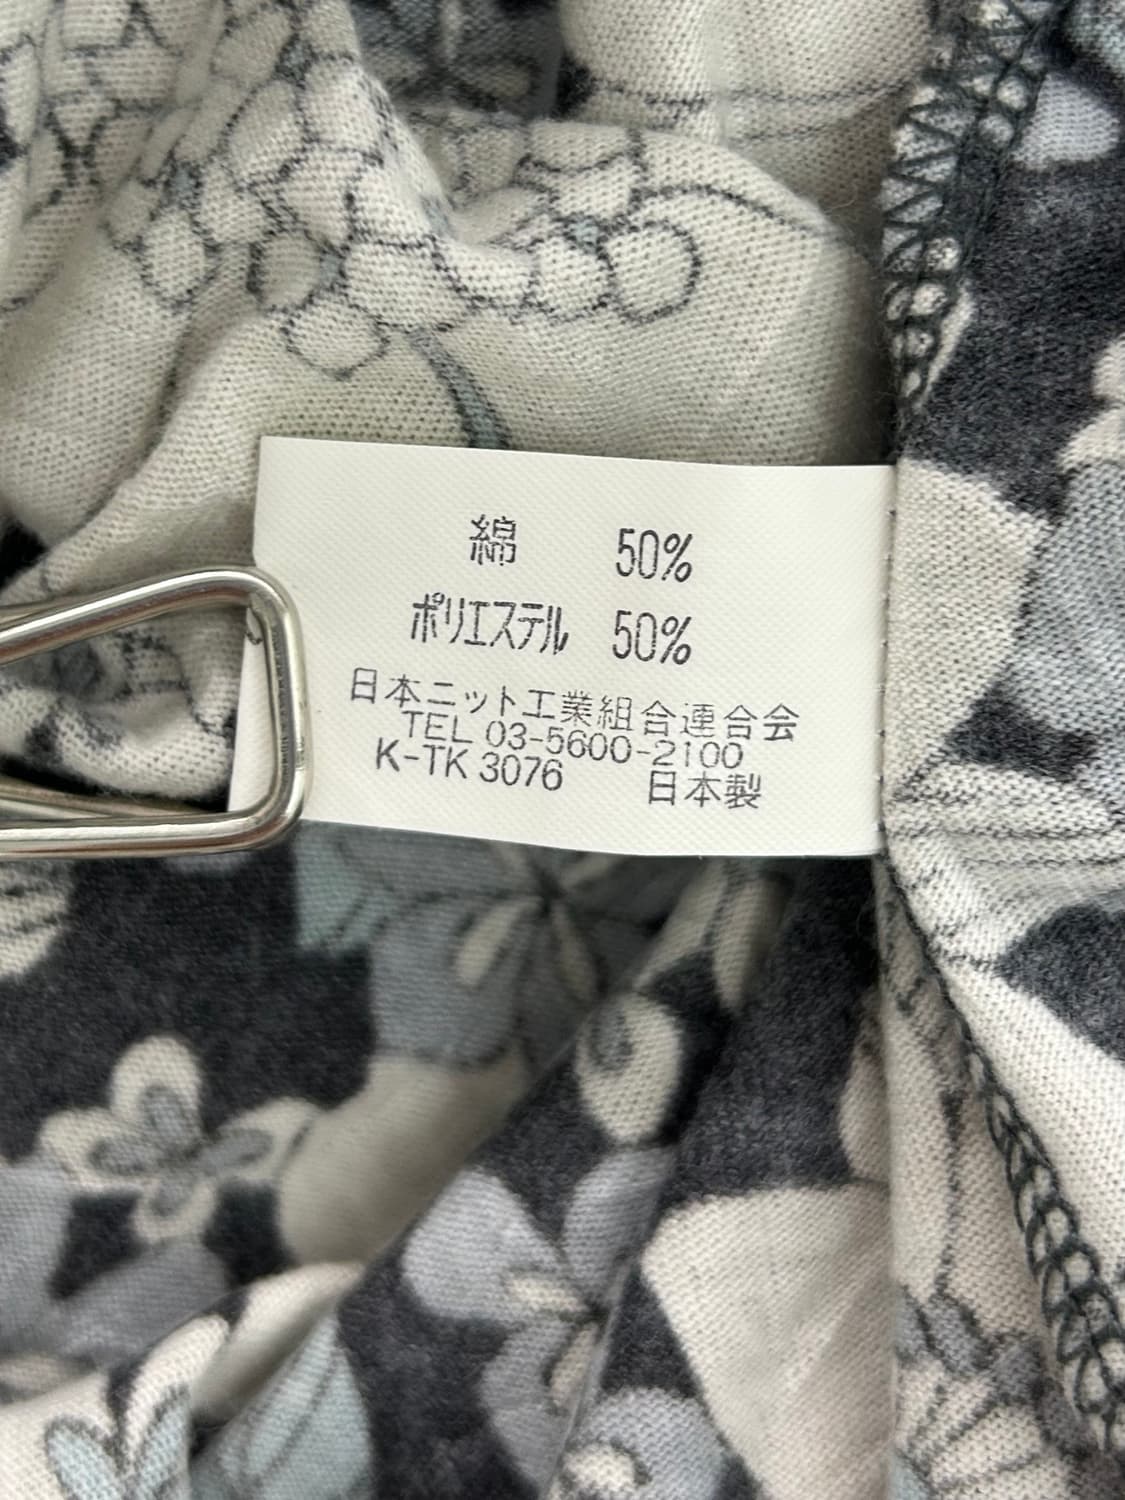 綿 50%
ポリエステル 50%
日本ニット工業組合連合会
TEL 03-5600-2100
K-TK 3076 日本製